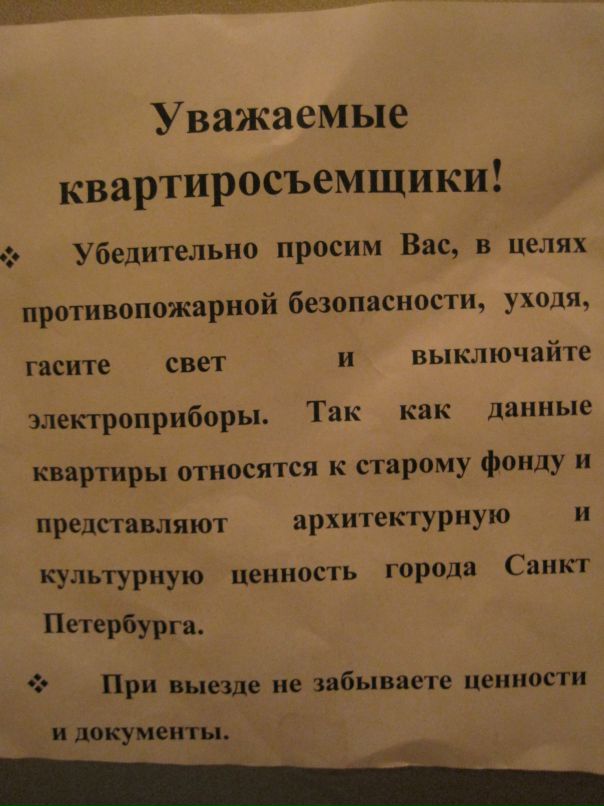 Уважаемые
квартиросъемщики!
❖ Убедительно просим Вас, в целях
противопожарной безопасности, уходя,
гасите свет и выключайте
электроприборы. Так как данные
квартиры относятся к старому фонду и
представляют архитектурную и
культурную ценность города Санкт
Петербурга.
❖ При выезде не забываете ценности
и документы.